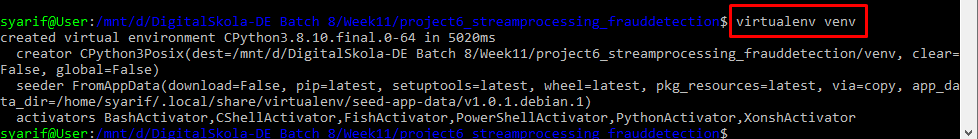 syarif@User:/mnt/d/DigitalSkola-DE Batch 8/Week11/project6_streamprocessing_frauddetection$ virtualenv venv
created virtual environment CPython3.8.10.final.0-64 in 5020ms
  creator CPython3Posix(dest=/mnt/d/DigitalSkola-DE Batch 8/Week11/project6_streamprocessing_frauddetection/venv, clear=
False, global=False)
  seeder FromAppData(download=False, pip=latest, setuptools=latest, wheel=latest, pkg_resources=latest, via=copy, app_da
ta_dir=/home/syarif/.local/share/virtualenv/seed-app-data/v1.0.1.debian.1)
  activators BashActivator,CShellActivator,FishActivator,PowerShellActivator,PythonActivator,XonshActivator
syarif@User:/mnt/d/DigitalSkola-DE Batch 8/Week11/project6_streamprocessing_frauddetection$